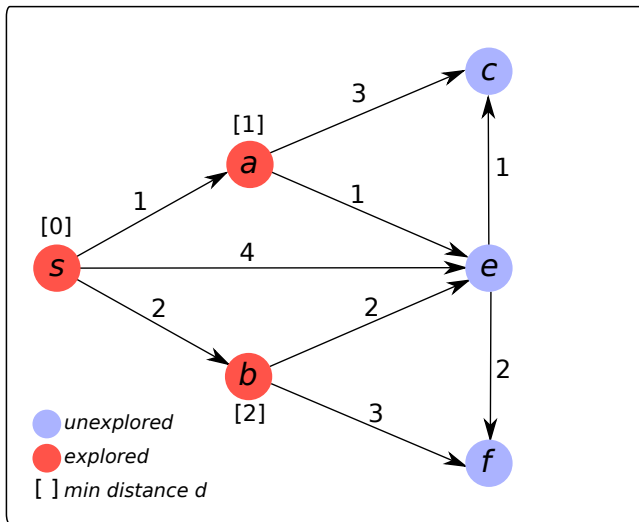 c
3
[1]
a
1
1
1
[0]
s
4
e
2
2
2
b
3
[2]
f
unexplored
explored
[ ] min distance d